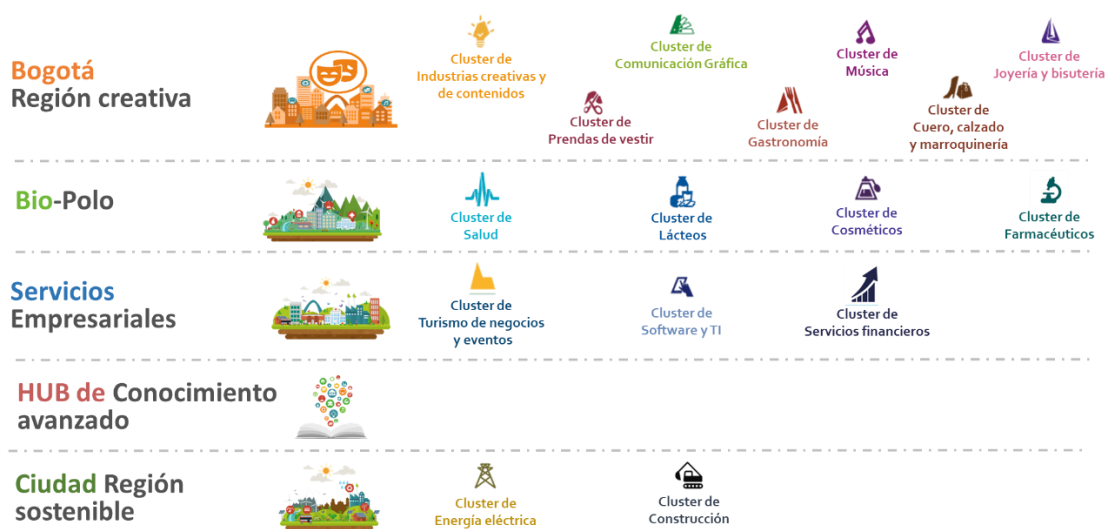 Bogotá
Región creativa
Cluster de
Industrias creativas y
de contenidos
Cluster de
Comunicación Gráfica
Cluster de
Música
Cluster de
Joyería y bisutería
Cluster de
Prendas de vestir
Cluster de
Gastronomía
Cluster de
Cuero, calzado
y marroquinería
Bio-Polo
Cluster de
Salud
Cluster de
Lácteos
Cluster de
Cosméticos
Cluster de
Farmacéuticos
Servicios
Empresariales
Cluster de
Turismo de negocios
y eventos
Cluster de
Software y TI
Cluster de
Servicios financieros
HUB de Conocimiento
avanzado
Ciudad Región
sostenible
Cluster de
Energía eléctrica
Cluster de
Construcción